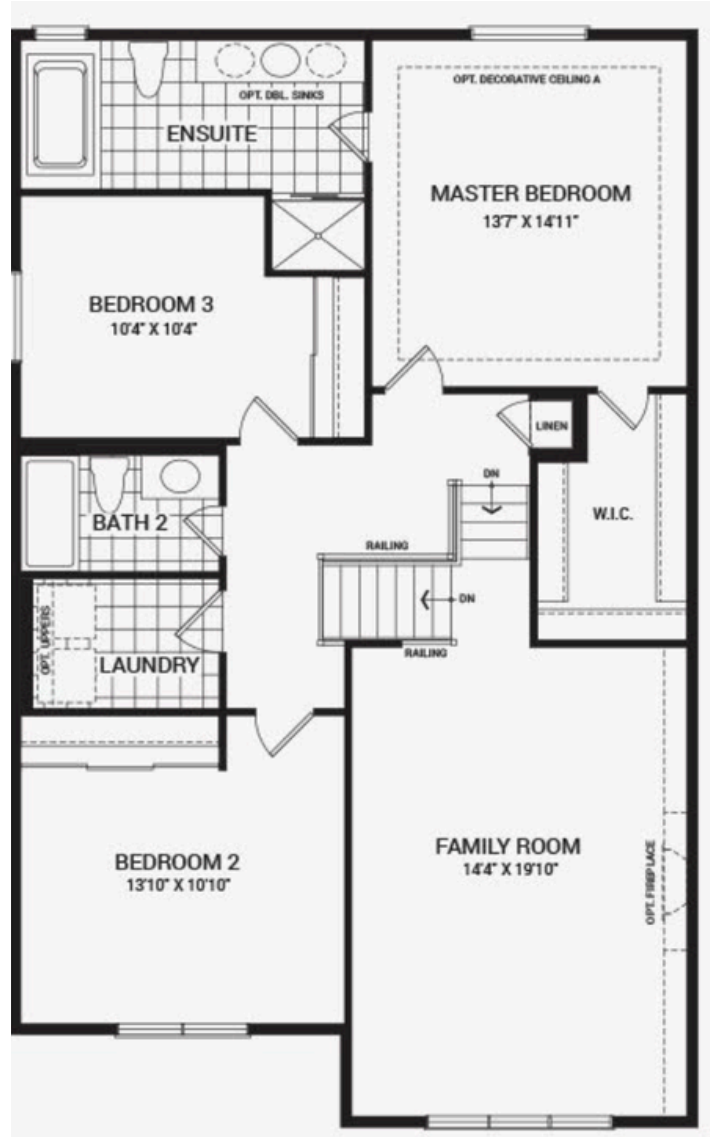 OPT. DECORATIVE CEILING A
OPT. DBL. SINKS
ENSUITE
MASTER BEDROOM
13'7" X 14'11"
BEDROOM 3
10'4" X 10'4"
LINEN
DN
W.I.C.
BATH 2
RAILING
DN
OPT. UPPERS
LAUNDRY
RAILING
BEDROOM 2
13'10" X 10'10"
FAMILY ROOM
14'4" X 19'10"
OPT. FIREPLACE